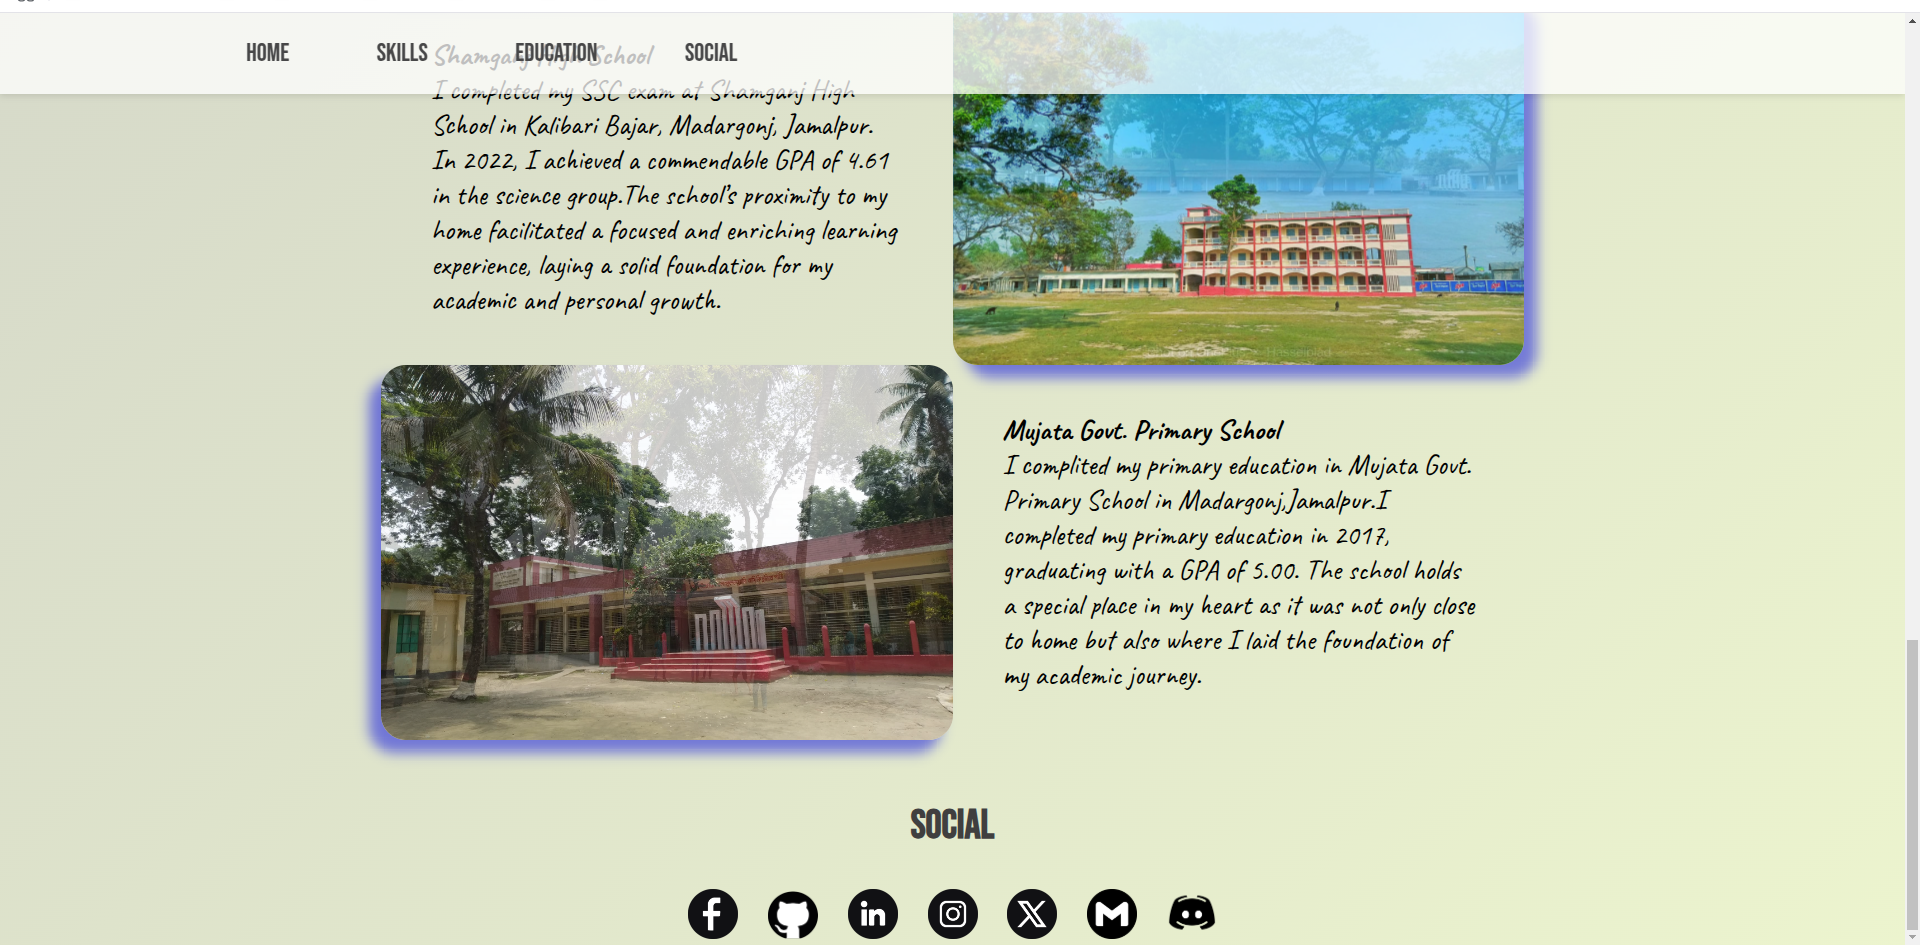 HOME SKILLS EDUCATION SOCIAL
Shamganj High School
I completed my SSC exam at Shamganj High
School in Kalibari Bajar, Madargonj, Jamalpur.
In 2022, I achieved a commendable GPA of 4.61
in the science group.The school's proximity to my
home facilitated a focused and enriching learning
experience, laying a solid foundation for my
academic and personal growth.
Mujata Govt. Primary School
I complited my primary education in Mujata Govt.
Primary School in Madargonj,Jamalpur.I
completed my primary education in 2017,
graduating with a GPA of 5.00. The school holds
a special place in my heart as it was not only close
to home but also where I laid the foundation of
my academic journey.
SOCIAL